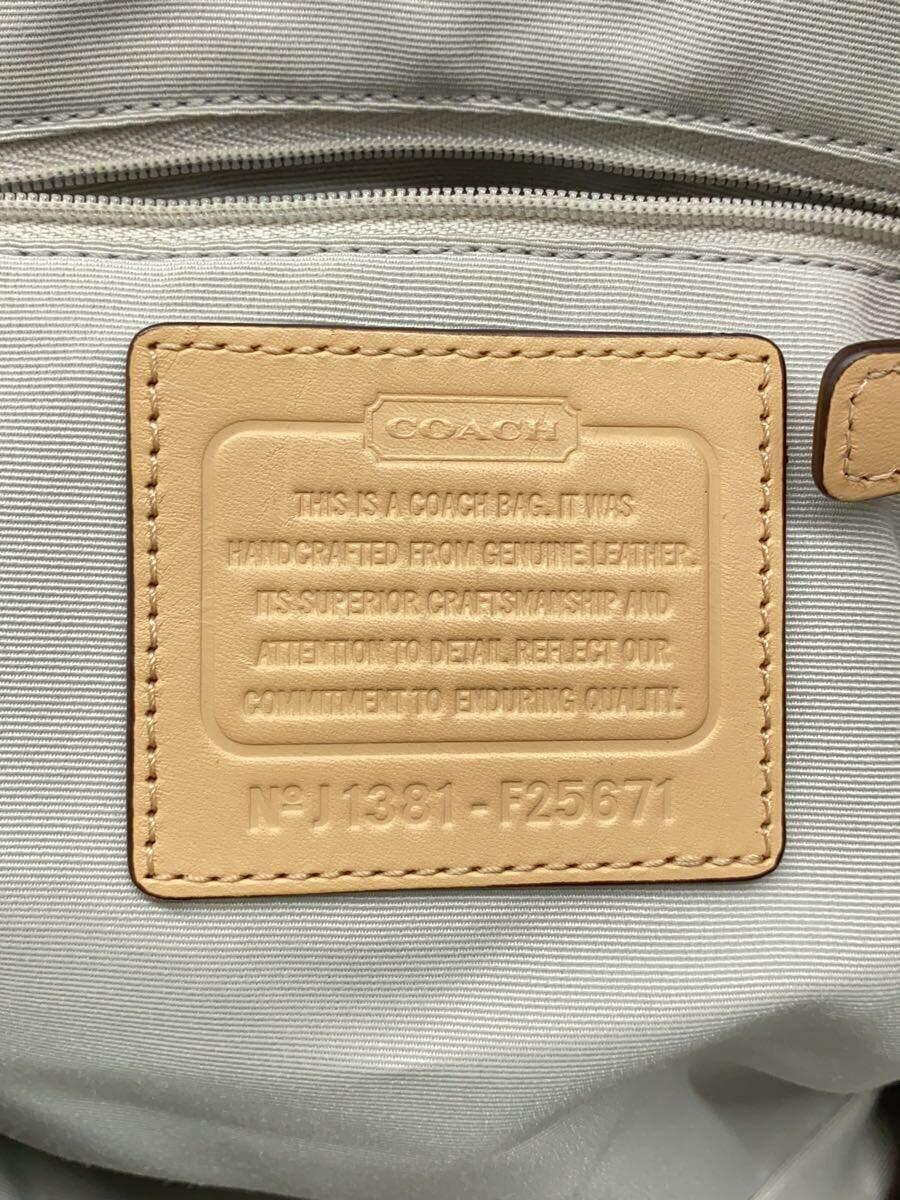 COACH
THIS IS A COACH BAG. IT WAS
HANDCRAFTED FROM GENUINE LEATHER.
ITS SUPERIOR CRAFTSMANSHIP AND
ATTENTION TO DETAIL REFLECT OUR
COMMITMENT TO ENDURING QUALITY.
Nº J1381-F25671